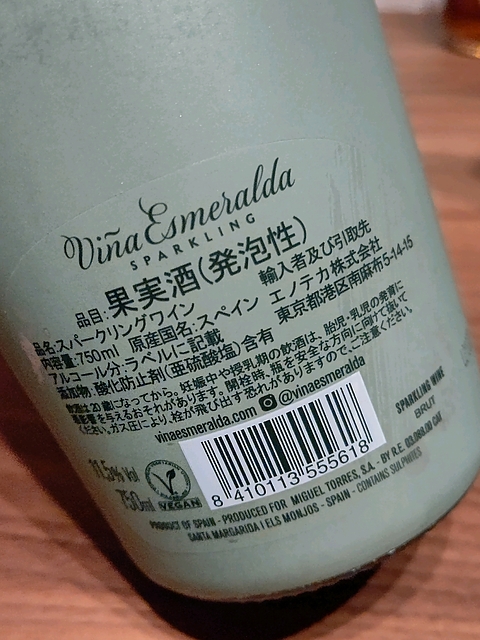 Viña Esmeralda
SPARKLING
品目:果実酒(発泡性)
品名:スパークリングワイン 輸入者及び引取先
内容量:750ml 原産国名:スペイン エノテカ株式会社
アルコール分:ラベルに記載 東京都港区南麻布5-14-15
添加物:酸化防止剤(亜硫酸塩)含有
飲酒は20歳になってから。妊娠中や授乳期の飲酒は、胎児・乳児の発育に
悪影響を与えるおそれがあります。開栓時、瓶を安全な方向に向けて聴いて
ください。ガス圧により、栓が飛び出す恐れがありますのでご注意ください。
vinaesmeralda.com @vinaesmeralda
8 410113 555618
SPARKLING WINE
BRUT
11,5% Vol
750ml
VEGAN
PRODUCT OF SPAIN - PRODUCED FOR MIGUEL TORRES, S.A. - BY R.E. 03.089.00 CAT
SANTA MARGARIDA I ELS MONJOS - SPAIN - CONTAINS SULPHITES